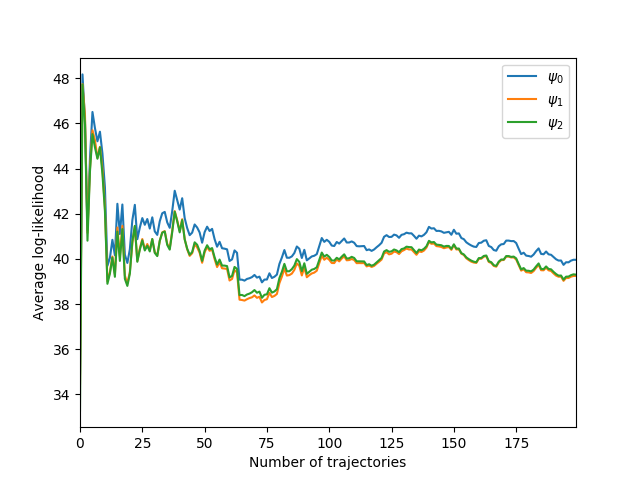 48
46
44
42
40
38
36
34
0 25 50 75 100 125 150 175
Average log-likelihood
Number of trajectories
ψ₀
ψ₁
ψ₂